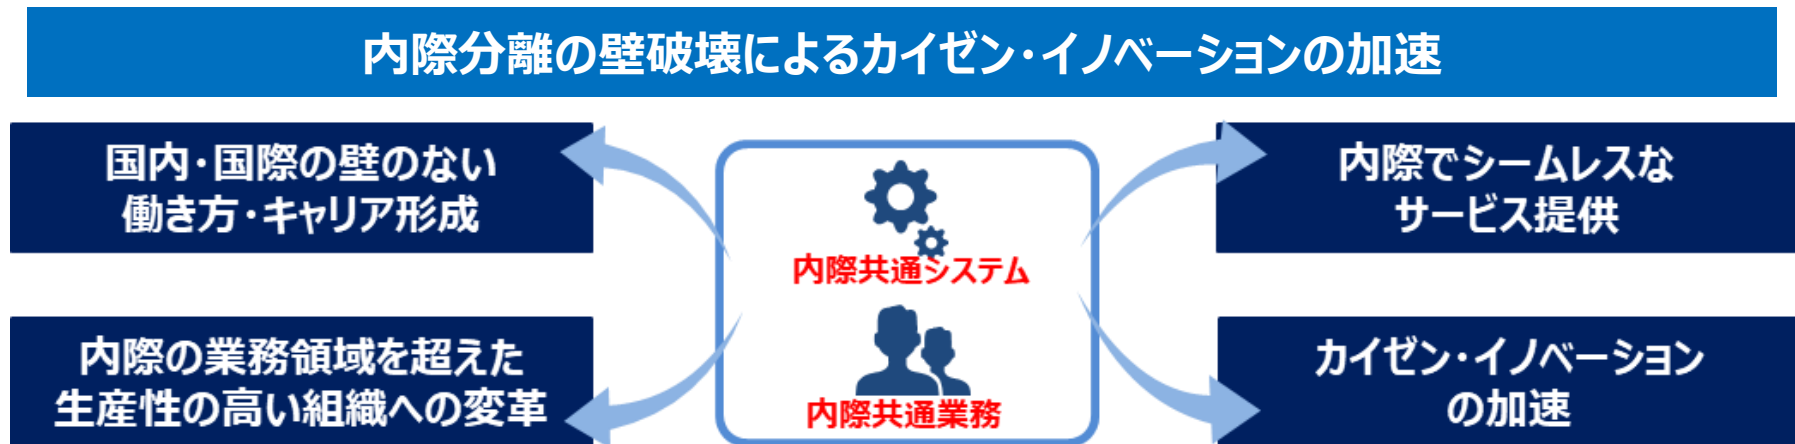 内際分離の壁破壊によるカイゼン・イノベーションの加速
国内・国際の壁のない
働き方・キャリア形成
内際の業務領域を超えた
生産性の高い組織への変革
内際共通システム
内際共通業務
内際でシームレスな
サービス提供
カイゼン・イノベーション
の加速